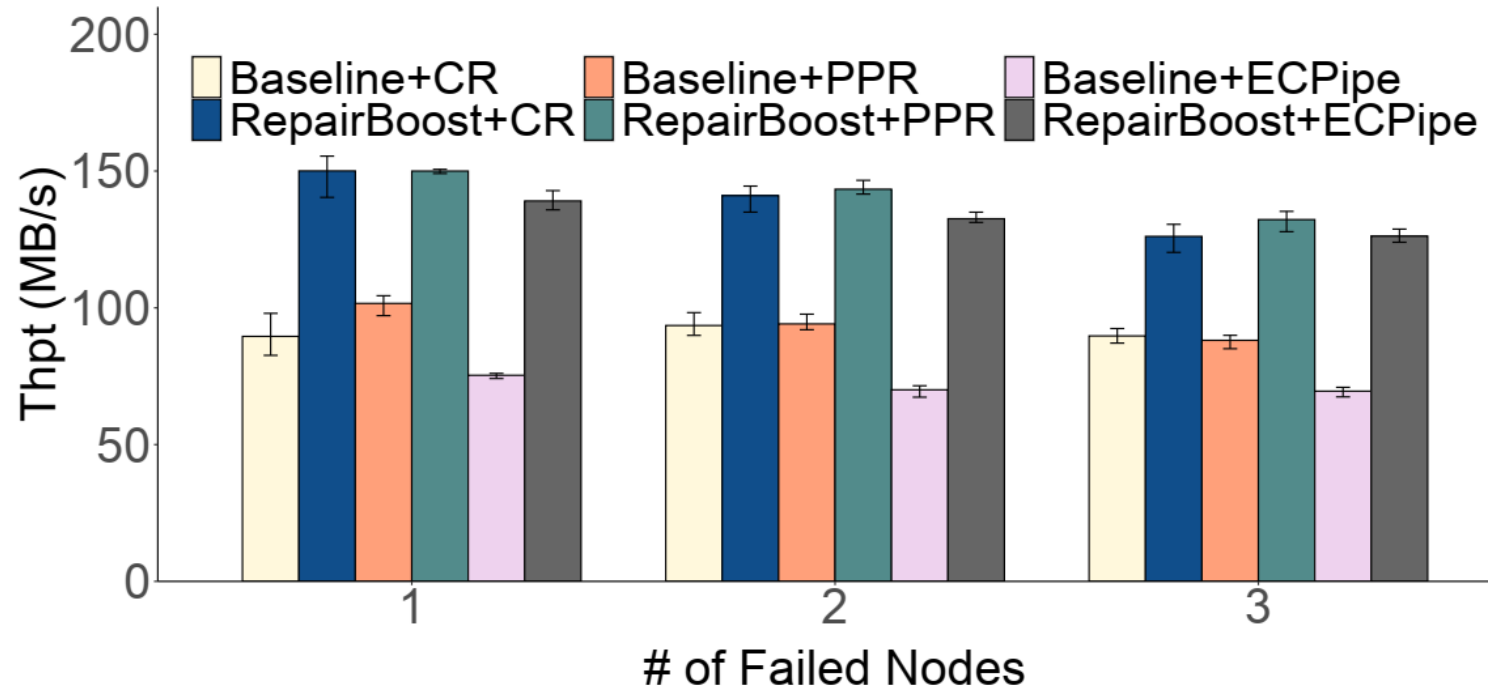 200
150
100
50
0
Thpt (MB/s)
Baseline+CR Baseline+PPR Baseline+ECPipe
RepairBoost+CR RepairBoost+PPR RepairBoost+ECPipe
1 2 3
# of Failed Nodes